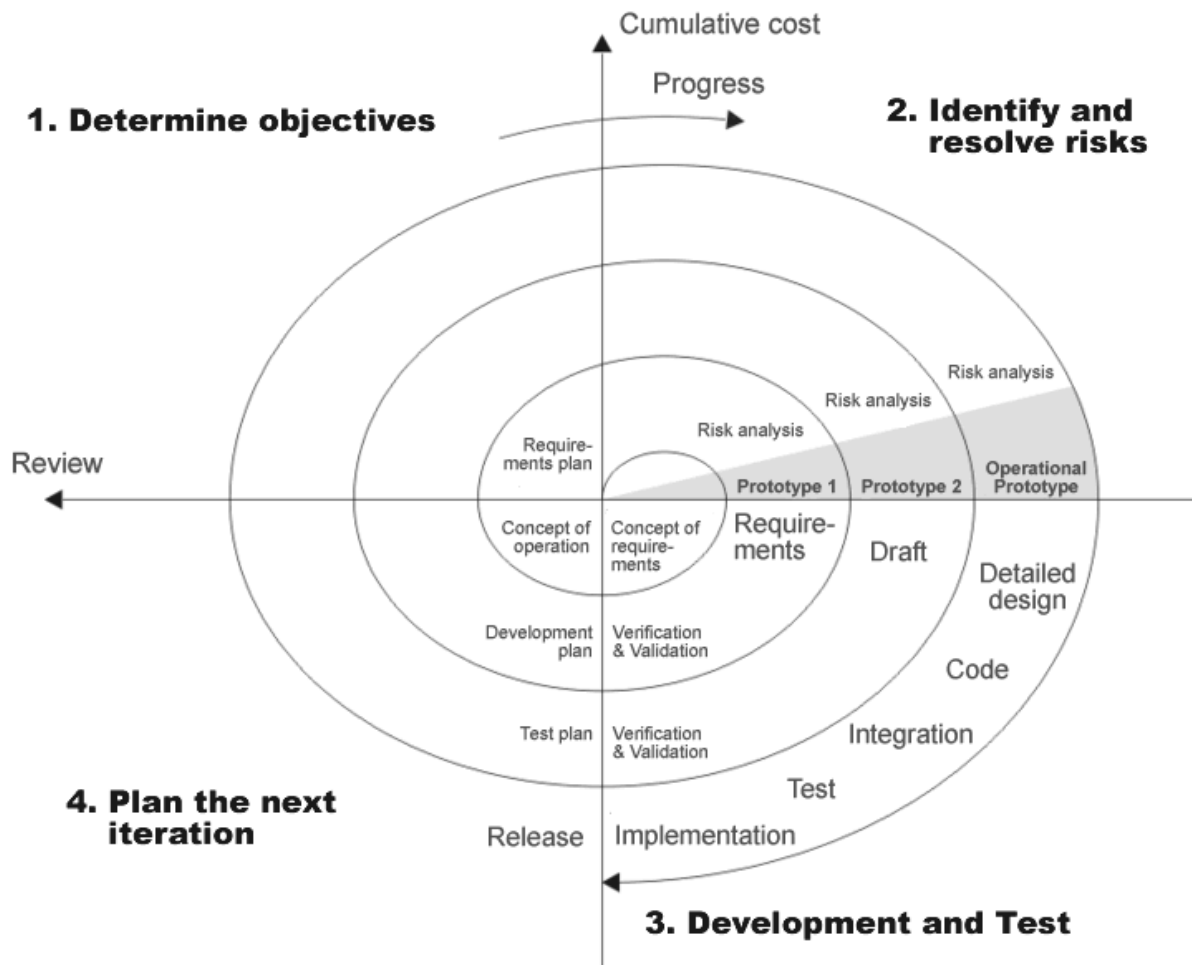 Cumulative cost
Progress
1. Determine objectives
2. Identify and
resolve risks
Risk analysis
Risk analysis
Risk analysis
Require-
ments plan
Review
Prototype 1
Prototype 2
Operational
Prototype
Concept of
operation
Concept of
require-
ments
Require-
ments
Draft
Detailed
design
Development
plan
Verification
& Validation
Code
Test plan
Verification
& Validation
Integration
Test
4. Plan the next
iteration
Release
Implementation
3. Development and Test